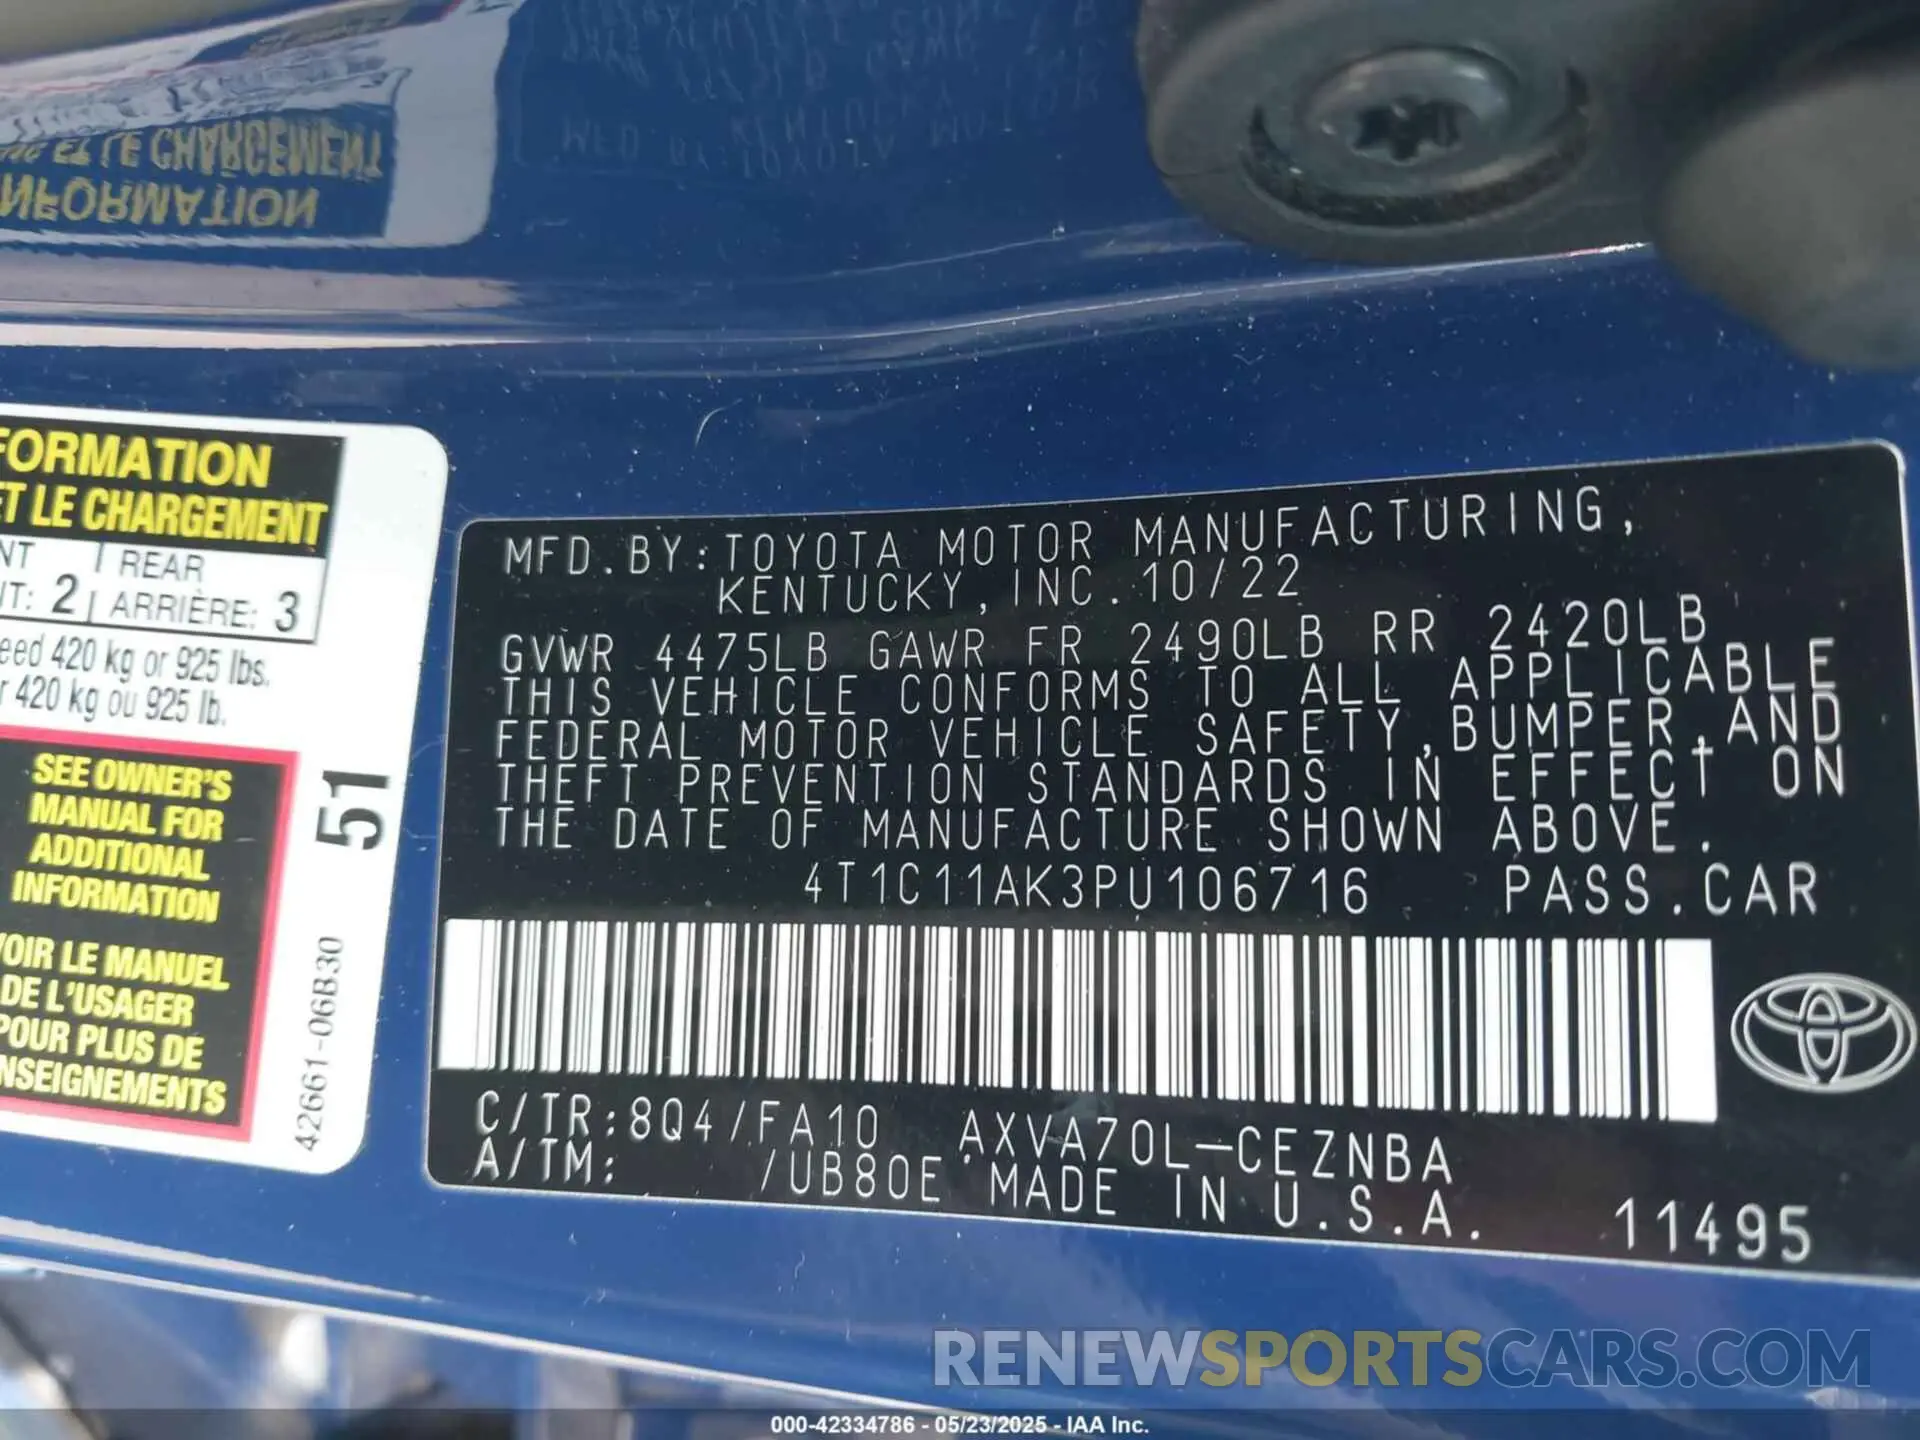 FORMATION
ET LE CHARGEMENT
NT | REAR
NT: 2 | ARRIÈRE: 3
eed 420 kg or 925 lbs.
r 420 kg ou 925 lb.
SEE OWNER'S
MANUAL FOR
ADDITIONAL
INFORMATION
VOIR LE MANUEL
DE L'USAGER
POUR PLUS DE
NSEIGNEMENTS
51
42661-06B30
MFD.BY:TOYOTA MOTOR MANUFACTURING,
KENTUCKY,INC.10/22
GVWR 4475LB GAWR FR 2490LB RR 2420LB
THIS VEHICLE CONFORMS TO ALL APPLICABLE
FEDERAL MOTOR VEHICLE SAFETY,BUMPER,AND
THEFT PREVENTION STANDARDS IN EFFECT ON
THE DATE OF MANUFACTURE SHOWN ABOVE.
4T1C11AK3PU106716 PASS.CAR
C/TR:8Q4/FA10 AXVA70L-CEZNBA
A/TM: /UB80E MADE IN U.S.A. 11495
RENEWSPORTSCARS.COM
000-42334786 - 05/23/2025 - IAA Inc.